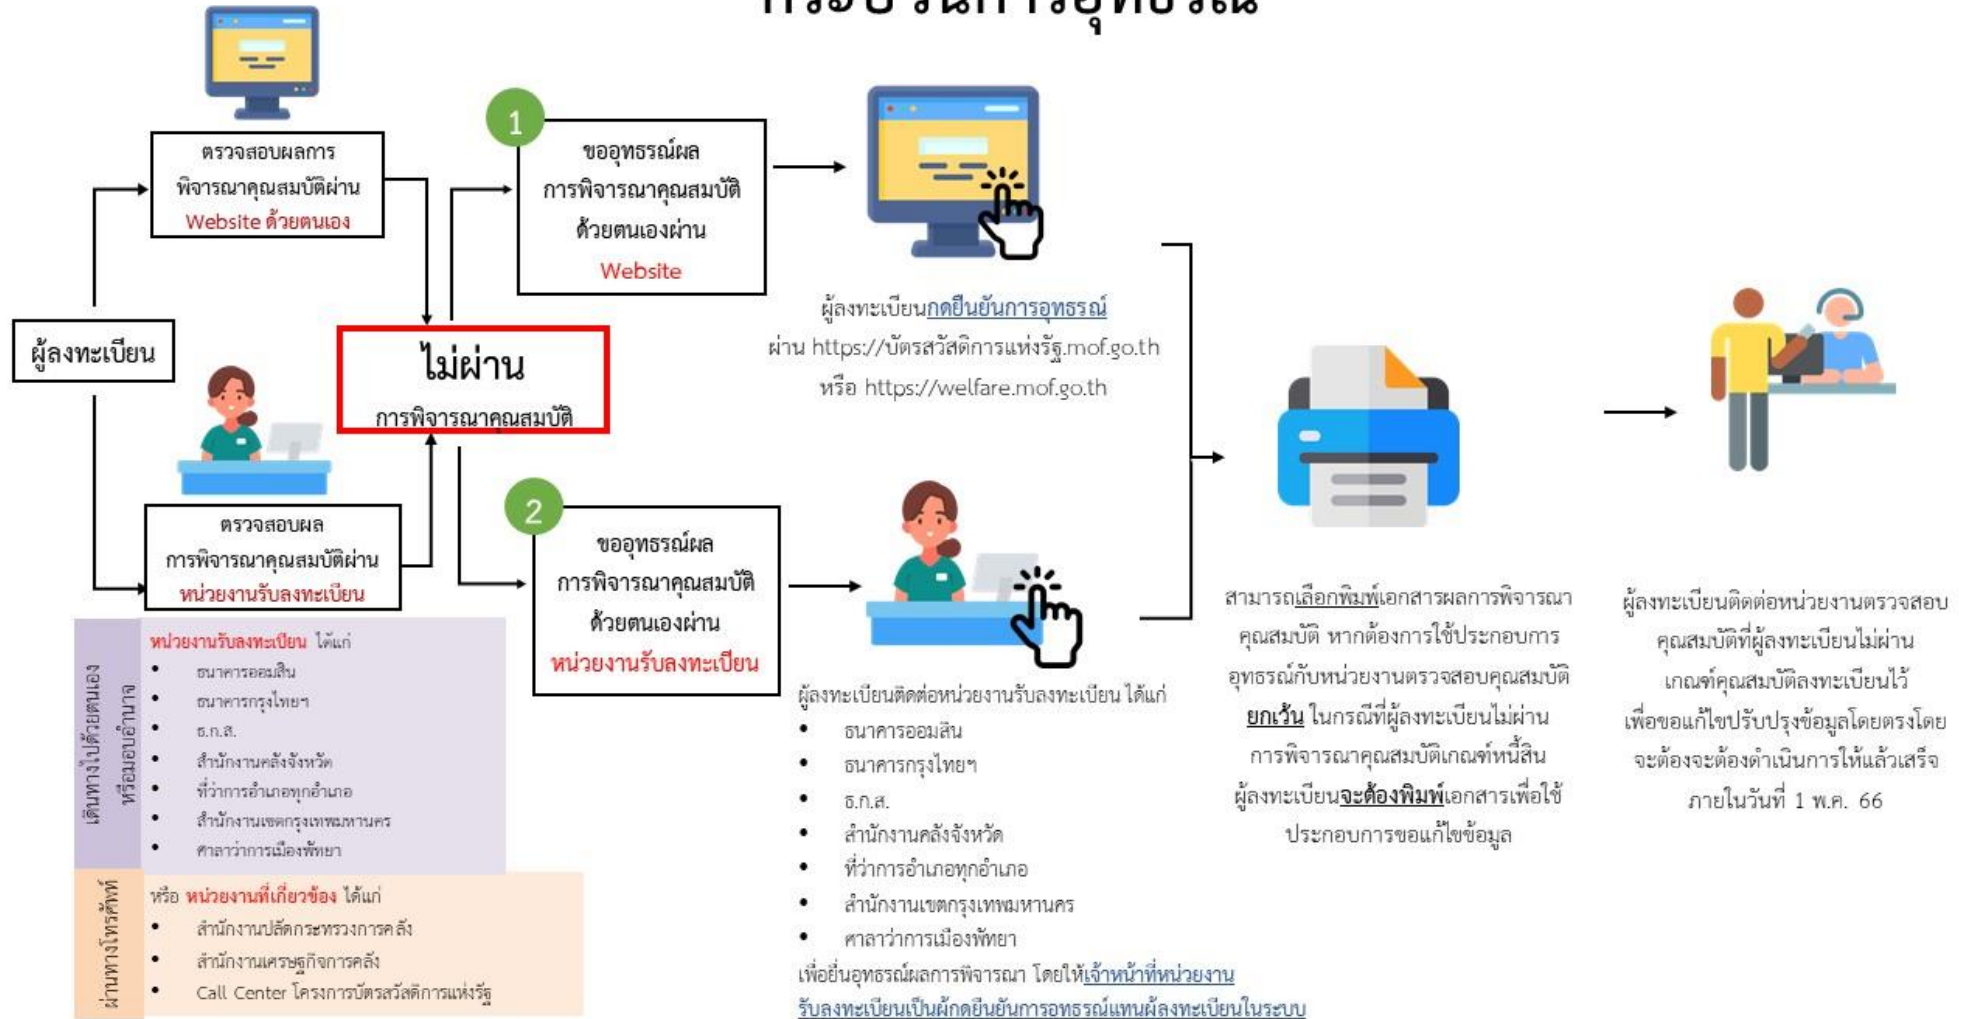 กระบวนการอุทธรณ์
ตรวจสอบผลการ
พิจารณาคุณสมบัติผ่าน
Website ด้วยตนเอง
ผู้ลงทะเบียน
ไม่ผ่าน
การพิจารณาคุณสมบัติ
ตรวจสอบผล
การพิจารณาคุณสมบัติผ่าน
หน่วยงานรับลงทะเบียน
เดินทางไปด้วยตนเอง
หรือมอบอำนาจ
หน่วยงานรับลงทะเบียน ได้แก่
• ธนาคารออมสิน
• ธนาคารกรุงไทยฯ
• ธ.ก.ส.
• สำนักงานคลังจังหวัด
• ที่ว่าการอำเภอทุกอำเภอ
• สำนักงานเขตกรุงเทพมหานคร
• ศาลาว่าการเมืองพัทยา
ผ่านทางโทรศัพท์
หรือ หน่วยงานที่เกี่ยวข้อง ได้แก่
• สำนักงานปลัดกระทรวงการคลัง
• สำนักงานเศรษฐกิจการคลัง
• Call Center โครงการบัตรสวัสดิการแห่งรัฐ
1
ขออุทธรณ์ผล
การพิจารณาคุณสมบัติ
ด้วยตนเองผ่าน
Website
ผู้ลงทะเบียนกดยืนยันการอุทธรณ์
ผ่าน https://บัตรสวัสดิการแห่งรัฐ.mof.go.th
หรือ https://welfare.mof.go.th
2
ขออุทธรณ์ผล
การพิจารณาคุณสมบัติ
ด้วยตนเองผ่าน
หน่วยงานรับลงทะเบียน
ผู้ลงทะเบียนติดต่อหน่วยงานรับลงทะเบียน ได้แก่
• ธนาคารออมสิน
• ธนาคารกรุงไทยฯ
• ธ.ก.ส.
• สำนักงานคลังจังหวัด
• ที่ว่าการอำเภอทุกอำเภอ
• สำนักงานเขตกรุงเทพมหานคร
• ศาลาว่าการเมืองพัทยา
เพื่อยื่นอุทธรณ์ผลการพิจารณา โดยให้เจ้าหน้าที่หน่วยงาน
รับลงทะเบียนเป็นผู้กดยืนยันการอุทธรณ์แทนผู้ลงทะเบียนในระบบ
สามารถเลือกพิมพ์เอกสารผลการพิจารณา
คุณสมบัติ หากต้องการใช้ประกอบการ
อุทธรณ์กับหน่วยงานตรวจสอบคุณสมบัติ
ยกเว้น ในกรณีที่ผู้ลงทะเบียนไม่ผ่าน
การพิจารณาคุณสมบัติเกณฑ์หนี้สิน
ผู้ลงทะเบียนจะต้องพิมพ์เอกสารเพื่อใช้
ประกอบการขอแก้ไขข้อมูล
ผู้ลงทะเบียนติดต่อหน่วยงานตรวจสอบ
คุณสมบัติที่ผู้ลงทะเบียนไม่ผ่าน
เกณฑ์คุณสมบัติลงทะเบียนไว้
เพื่อขอแก้ไขปรับปรุงข้อมูลโดยตรงโดย
จะต้องจะต้องดำเนินการให้แล้วเสร็จ
ภายในวันที่ 1 พ.ค. 66